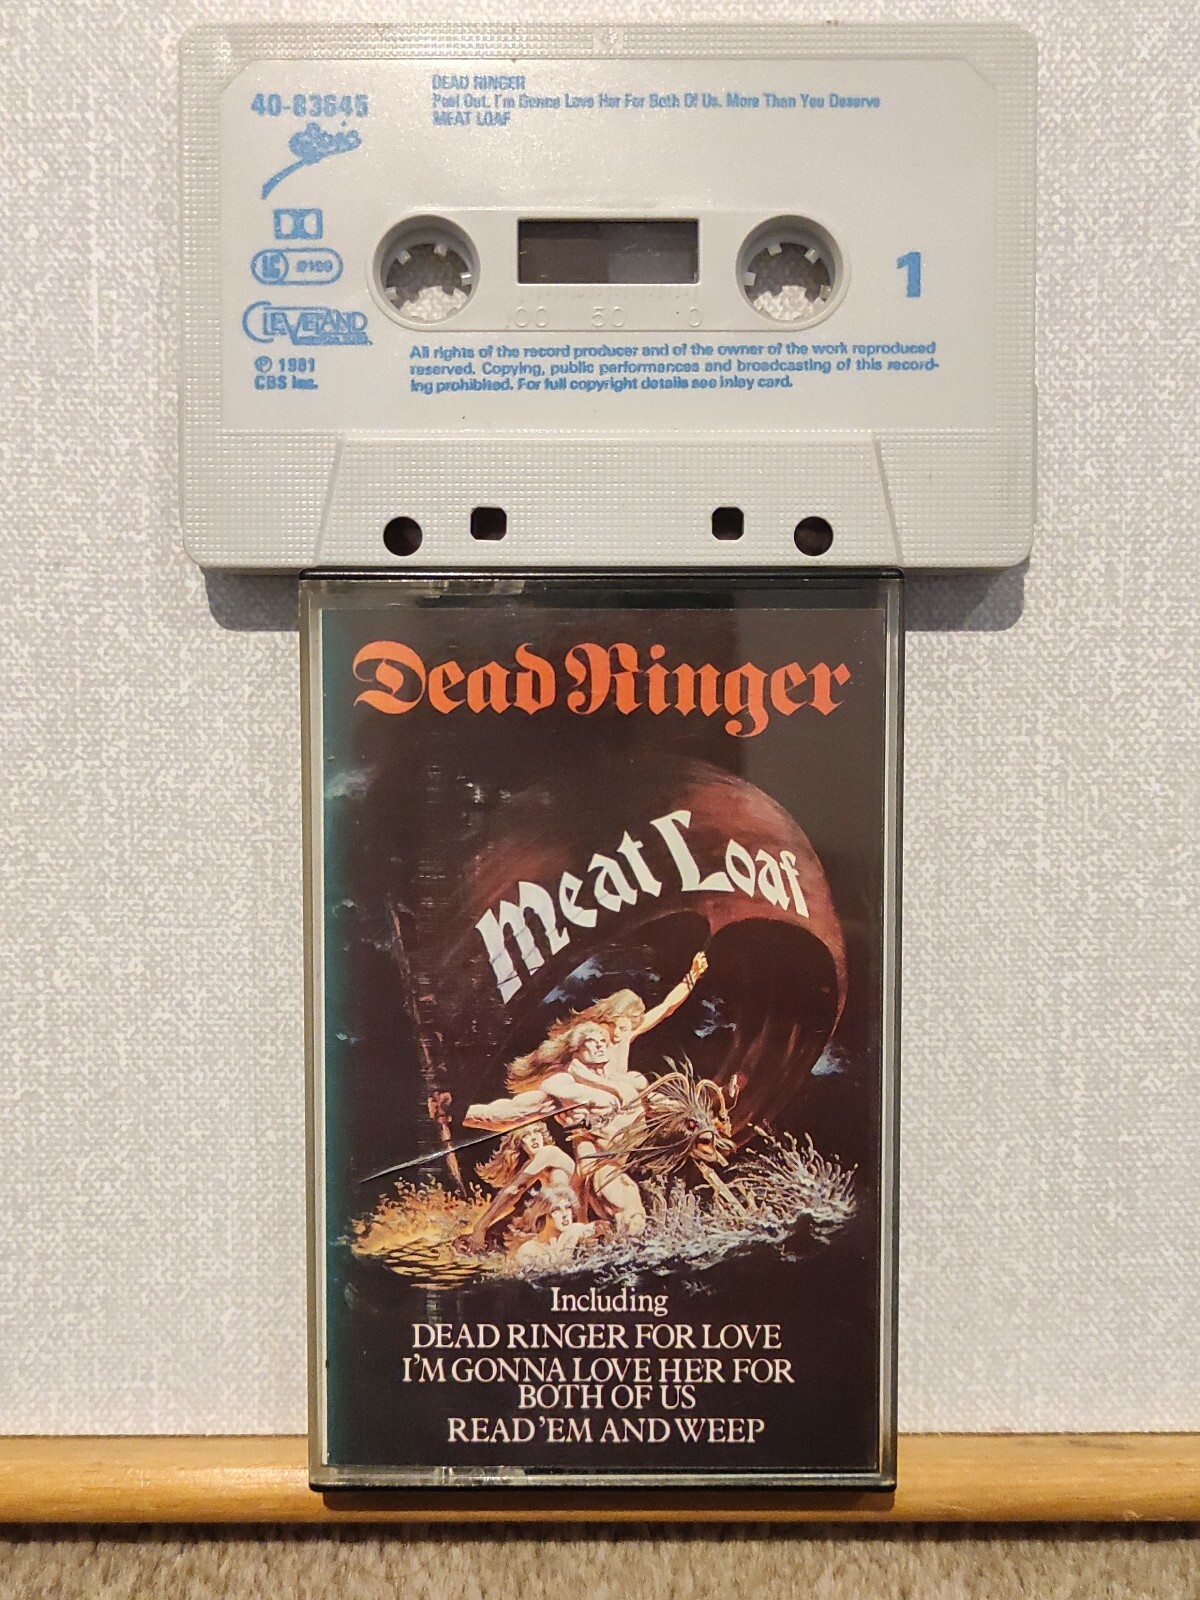 40-83645
DEAD RINGER
Peel Out. I'm Gonna Love Her For Both Of Us. More Than You Deserve
MEAT LOAF
Epic
LC 0199
1
CLEVELAND
℗ 1981
CBS Inc.
All rights of the record producer and of the owner of the work reproduced
reserved. Copying, public performances and broadcasting of this record-
ing prohibited. For full copyright details see inlay card.
100 50 0
Dead Ringer
Meat Loaf
Including
DEAD RINGER FOR LOVE
I'M GONNA LOVE HER FOR
BOTH OF US
READ 'EM AND WEEP